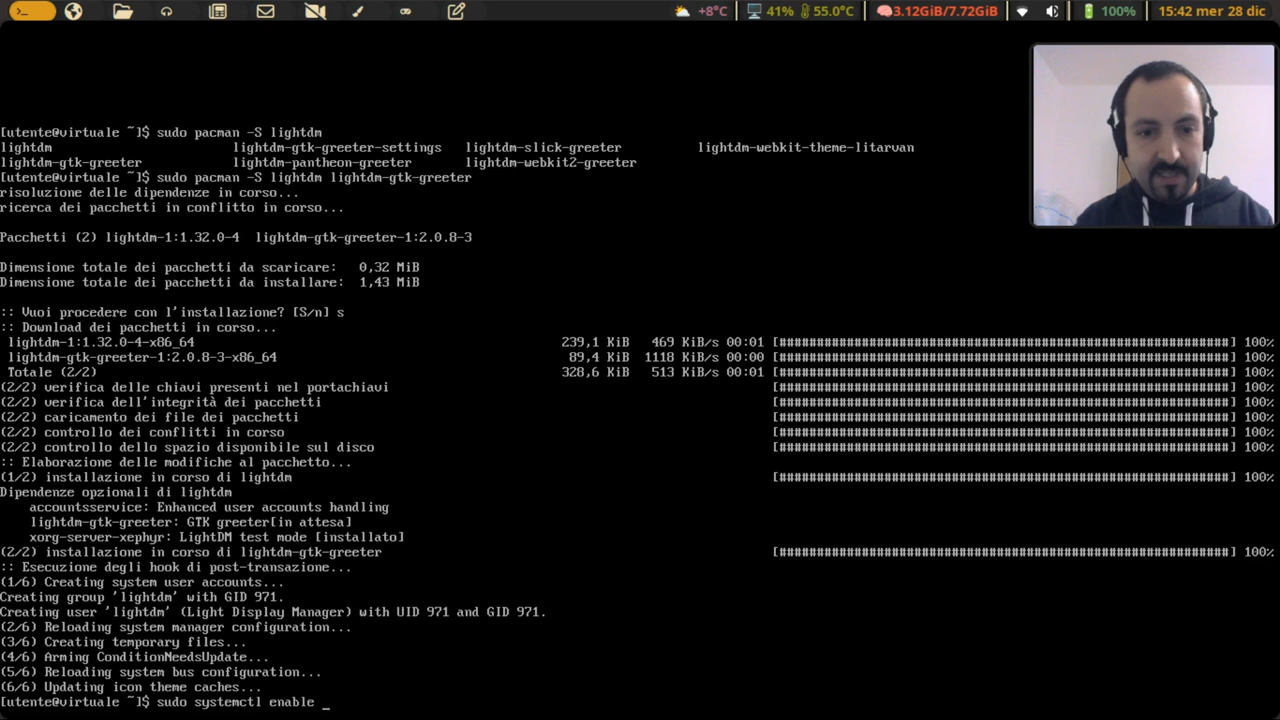 +8°C 41% 55.0°C 3.12GiB/7.72GiB 100% 15:42 mer 28 dic
[utente@virtuale ~]$ sudo pacman -S lightdm
lightdm lightdm-gtk-greeter-settings lightdm-slick-greeter lightdm-webkit-theme-litarvan
lightdm-gtk-greeter lightdm-pantheon-greeter lightdm-webkit2-greeter
[utente@virtuale ~]$ sudo pacman -S lightdm lightdm-gtk-greeter
risoluzione delle dipendenze in corso...
ricerca dei pacchetti in conflitto in corso...
Pacchetti (2) lightdm-1:1.32.0-4 lightdm-gtk-greeter-1:2.0.8-3
Dimensione totale dei pacchetti da scaricare: 0,32 MiB
Dimensione totale dei pacchetti da installare: 1,43 MiB
:: Vuoi procedere con l'installazione? [S/n] s
:: Download dei pacchetti in corso...
lightdm-1:1.32.0-4-x86_64 239,1 KiB 469 KiB/s 00:01 [##############################################################] 100%
lightdm-gtk-greeter-1:2.0.8-3-x86_64 89,4 KiB 1118 KiB/s 00:00 [##############################################################] 100%
Totale (2/2) 328,6 KiB 513 KiB/s 00:01 [##############################################################] 100%
(2/2) verifica delle chiavi presenti nel portachiavi [##############################################################] 100%
(2/2) verifica dell'integrità dei pacchetti [##############################################################] 100%
(2/2) caricamento dei file dei pacchetti [##############################################################] 100%
(2/2) controllo dei conflitti in corso [##############################################################] 100%
(2/2) controllo dello spazio disponibile sul disco [##############################################################] 100%
:: Elaborazione delle modifiche al pacchetto...
(1/2) installazione in corso di lightdm [##############################################################] 100%
Dipendenze opzionali di lightdm
accountsservice: Enhanced user accounts handling
lightdm-gtk-greeter: GTK greeter[in attesa]
xorg-server-xephyr: LightDM test mode [installato]
(2/2) installazione in corso di lightdm-gtk-greeter [##############################################################] 100%
:: Esecuzione degli hook di post-transazione...
(1/6) Creating system user accounts...
Creating group 'lightdm' with GID 971.
Creating user 'lightdm' (Light Display Manager) with UID 971 and GID 971.
(2/6) Reloading system manager configuration...
(3/6) Creating temporary files...
(4/6) Arming ConditionNeedsUpdate...
(5/6) Reloading system bus configuration...
(6/6) Updating icon theme caches...
[utente@virtuale ~]$ sudo systemctl enable _